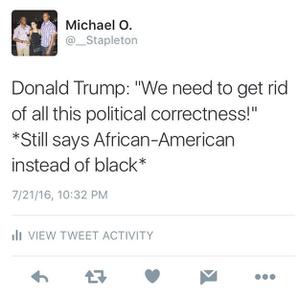 Michael O.
@__Stapleton
Donald Trump: "We need to get rid
of all this political correctness!"
*Still says African-American
instead of black*
7/21/16, 10:32 PM
VIEW TWEET ACTIVITY